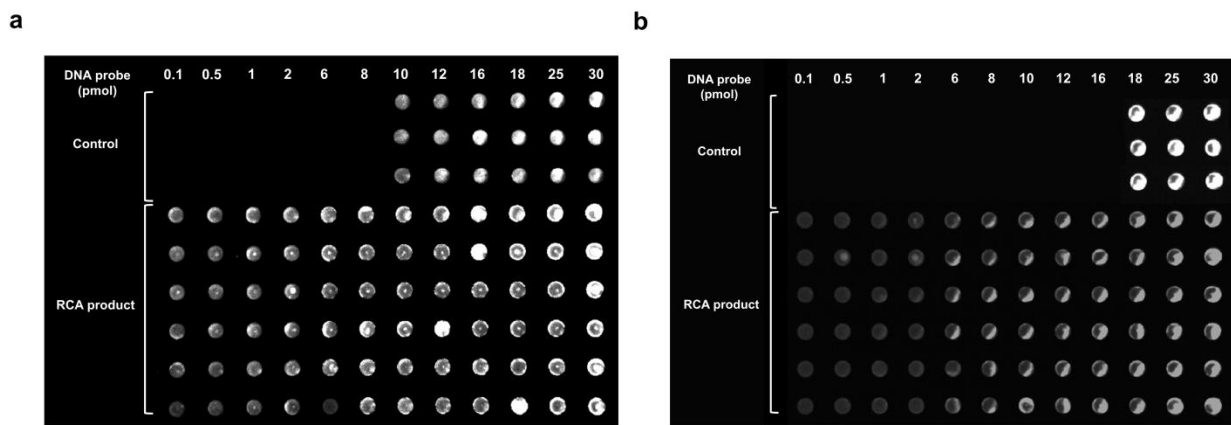 a
DNA probe 0.1 0.5 1 2 6 8 10 12 16 18 25 30
(pmol)
Control
RCA product
b
DNA probe 0.1 0.5 1 2 6 8 10 12 16 18 25 30
(pmol)
Control
RCA product